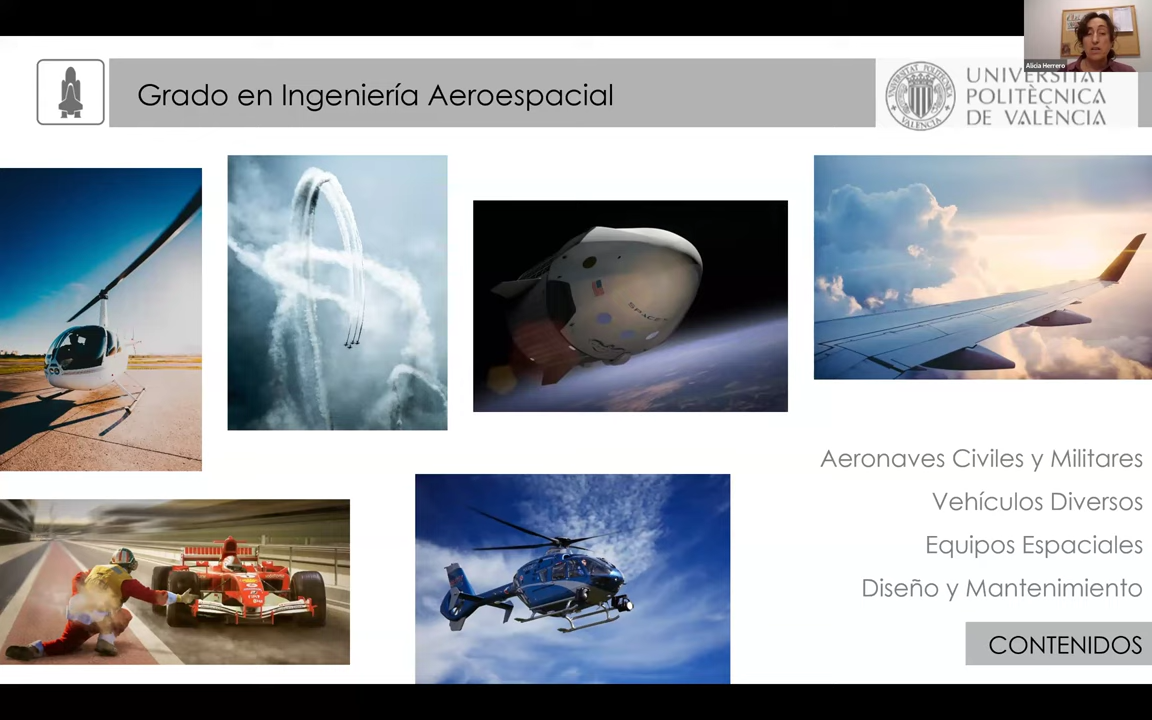 Alicia Herrero
Grado en Ingeniería Aeroespacial
UNIVERSITAT
POLITÈCNICA
DE VALÈNCIA
SPACEX
Aeronaves Civiles y Militares
Vehículos Diversos
Equipos Espaciales
Diseño y Mantenimiento
CONTENIDOS